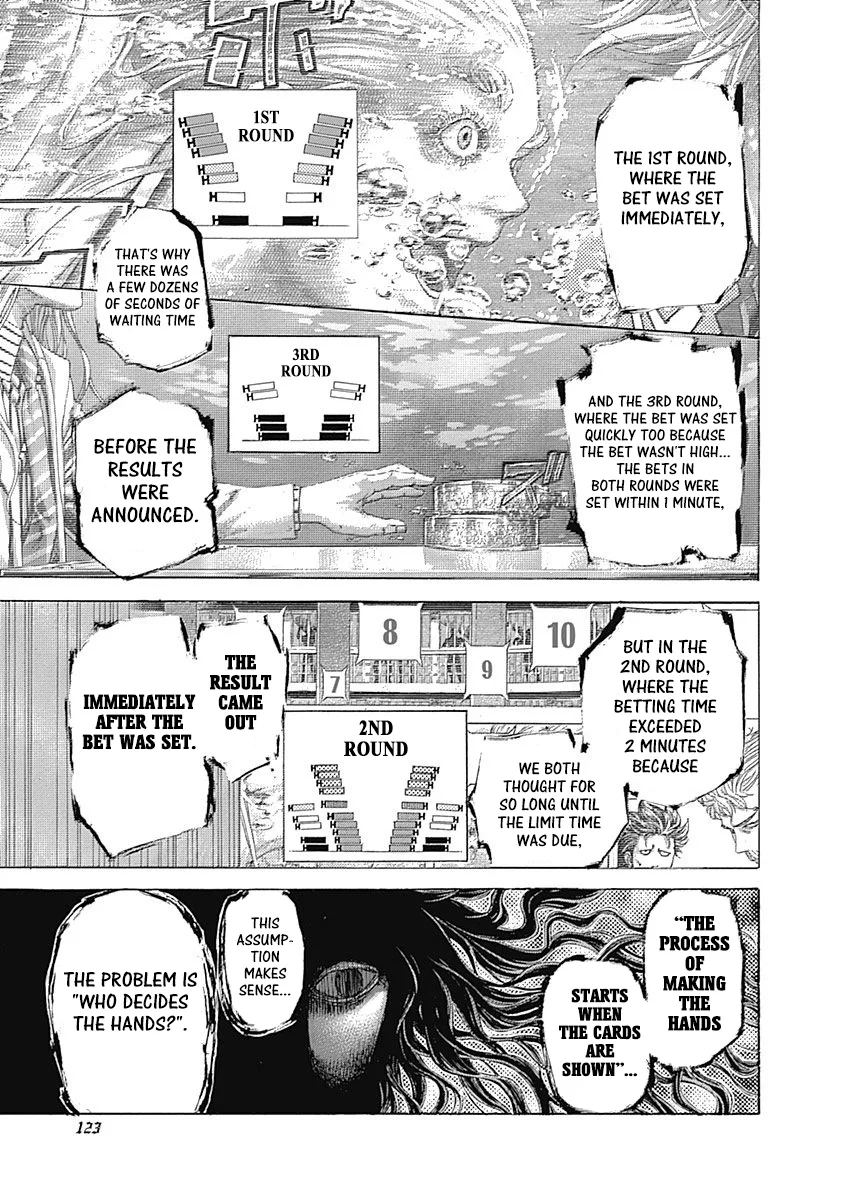 THE 1ST ROUND,
WHERE THE
BET WAS SET
IMMEDIATELY,
1ST
ROUND
AND THE 3RD ROUND,
WHERE THE BET WAS SET
QUICKLY TOO BECAUSE
THE BET WASN'T HIGH...
THE BETS IN
BOTH ROUNDS WERE
SET WITHIN 1 MINUTE,
3RD
ROUND
THAT'S WHY
THERE WAS
A FEW DOZENS
OF SECONDS OF
WAITING TIME
BEFORE THE
RESULTS
WERE
ANNOUNCED.
BUT IN THE
2ND ROUND,
WHERE THE
BETTING TIME
EXCEEDED
2 MINUTES
BECAUSE
WE BOTH
THOUGHT FOR
SO LONG UNTIL
THE LIMIT TIME
WAS DUE,
7
8
9
10
2ND
ROUND
THE
RESULT
CAME
OUT
IMMEDIATELY
AFTER THE
BET WAS SET.
"THE
PROCESS
OF
MAKING
THE
HANDS
STARTS
WHEN
THE CARDS
ARE
SHOWN"...
THIS
ASSUMP-
TION
MAKES
SENSE...
THE PROBLEM IS
"WHO DECIDES
THE HANDS?".
123